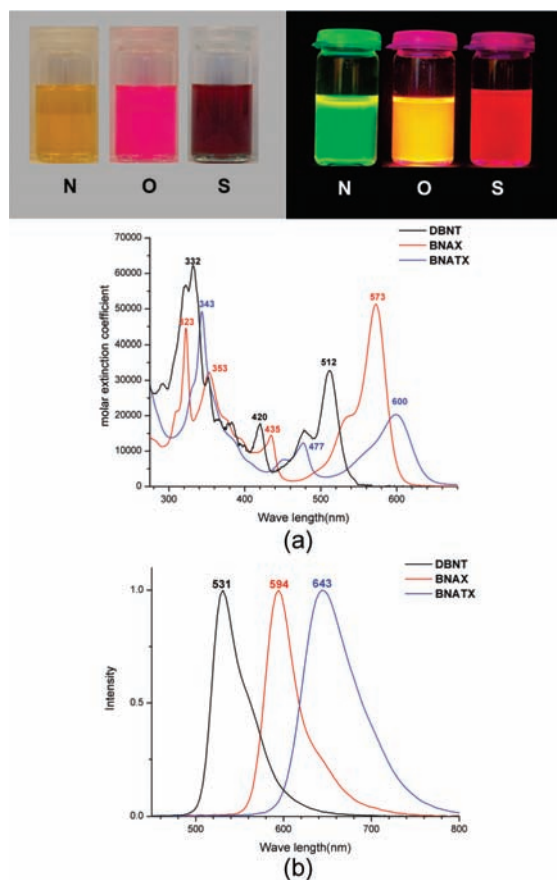 N O S
N O S
DBNT
BNAX
BNATX
molar extinction coefficient
70000
60000
50000
40000
30000
20000
10000
0
332
343
323
353
420
435
477
512
573
600
300 400 500 600
Wave length(nm)
(a)
DBNT
BNAX
BNATX
Intensity
1.0
0.5
0.0
531 594 643
500 600 700 800
Wave length(nm)
(b)